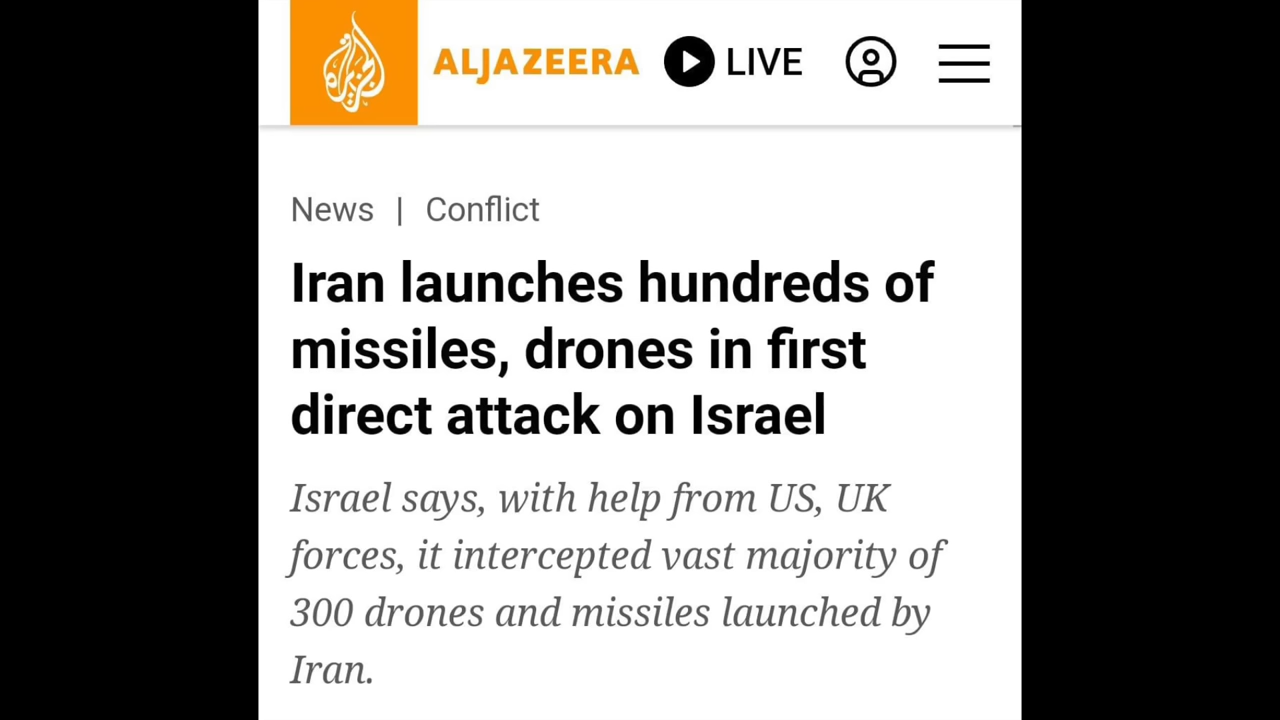 ALJAZEERA LIVE
News | Conflict
Iran launches hundreds of
missiles, drones in first
direct attack on Israel
Israel says, with help from US, UK
forces, it intercepted vast majority of
300 drones and missiles launched by
Iran.